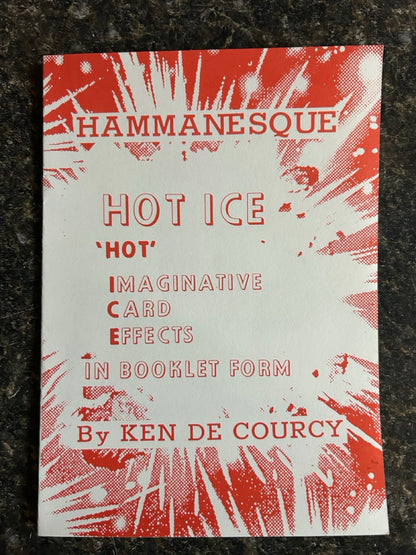 HAMMANESQUE
HOT ICE
'HOT'
IMAGINATIVE
CARD
EFFECTS
IN BOOKLET FORM
By KEN DE COURCY